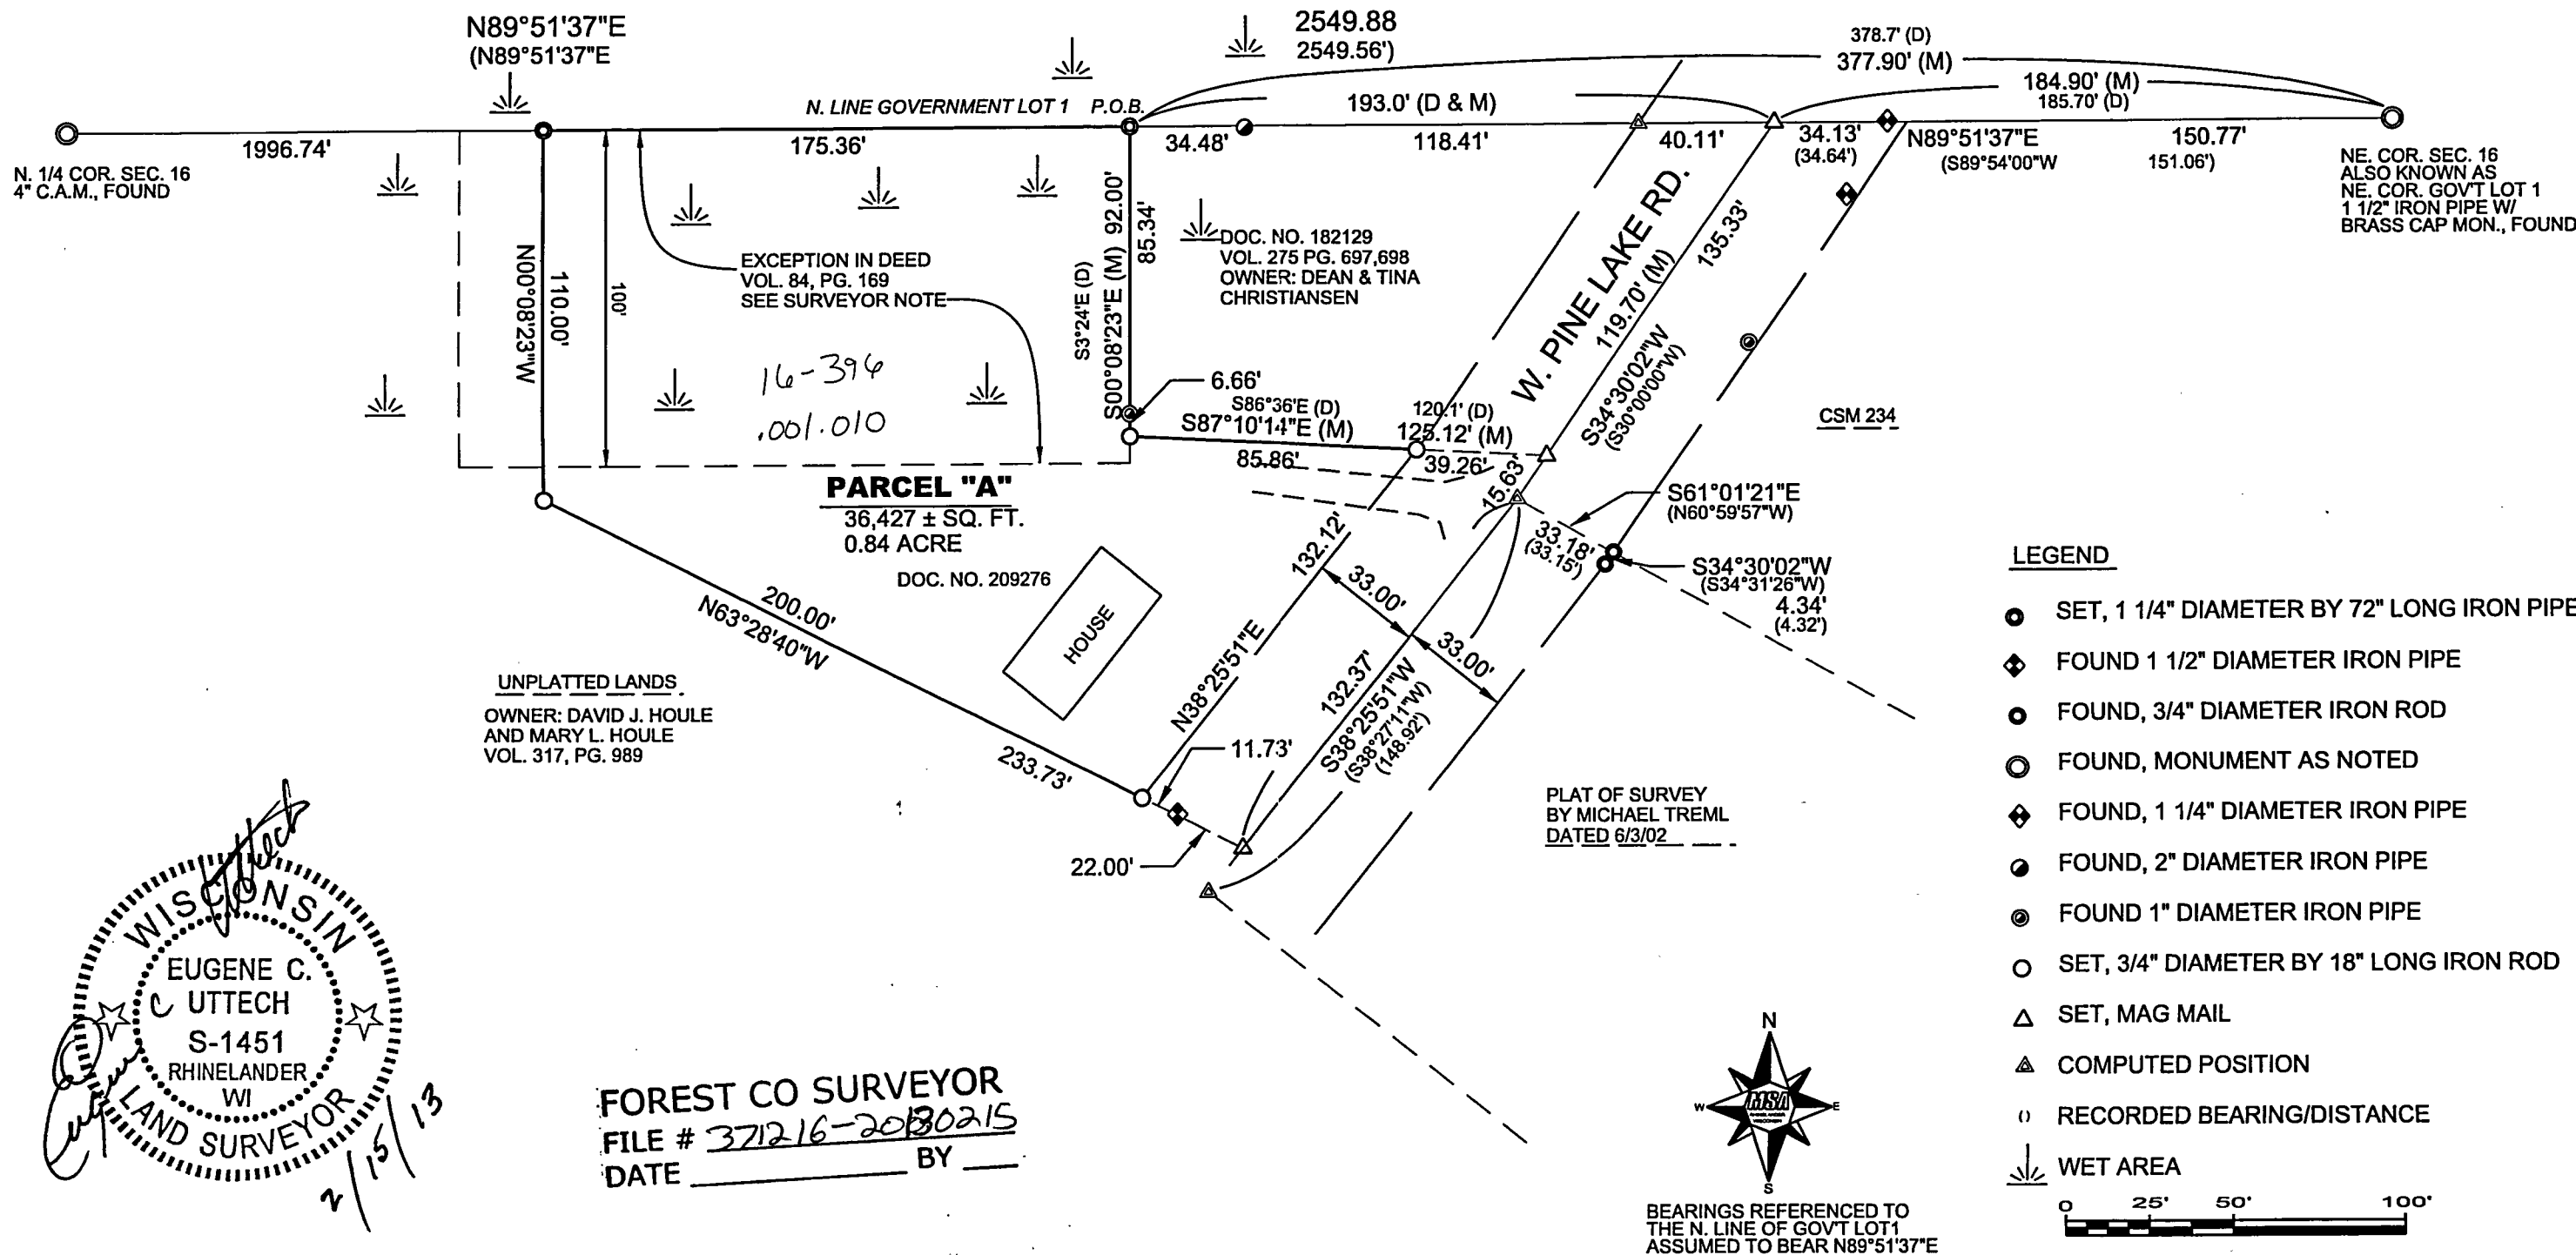 N89°51'37"E
(N89°51'37"E
2549.88
2549.56')
378.7' (D)
377.90' (M)
184.90' (M)
185.70' (D)
193.0' (D & M)
N. LINE GOVERNMENT LOT 1 P.O.B.
1996.74'
175.36'
34.48'
118.41'
40.11'
34.13'
(34.64')
N89°51'37"E
(S89°54'00"W
150.77'
151.06')
N. 1/4 COR. SEC. 16
4" C.A.M., FOUND
NE. COR. SEC. 16
ALSO KNOWN AS
NE. COR. GOV'T LOT 1
1 1/2" IRON PIPE W/
BRASS CAP MON., FOUND
N00°08'23"W
110.00'
100'
EXCEPTION IN DEED
VOL. 84, PG. 169
SEE SURVEYOR NOTE
16-396
.001.010
S3°24'E (D)
S00°08'23"E (M) 92.00'
85.34'
DOC. NO. 182129
VOL. 275 PG. 697,698
OWNER: DEAN & TINA
CHRISTIANSEN
W. PINE LAKE RD.
135.33'
119.70' (M)
S34°30'02"W
(S30°00'00"W)
6.66'
S86°36'E (D)
S87°10'14"E (M)
120.1' (D)
125.12' (M)
85.86'
39.26'
15.63'
CSM 234
PARCEL "A"
36,427 ± SQ. FT.
0.84 ACRE
DOC. NO. 209276
HOUSE
S61°01'21"E
(N60°59'57"W)
33.18'
(33.15')
S34°30'02"W
(S34°31'26"W)
4.34'
(4.32')
132.12'
N38°25'51"E
33.00'
33.00'
132.37'
S38°25'51"W
(S38°27'11"W)
(148.92')
200.00'
N63°28'40"W
233.73'
11.73'
22.00'
UNPLATTED LANDS
OWNER: DAVID J. HOULE
AND MARY L. HOULE
VOL. 317, PG. 989
PLAT OF SURVEY
BY MICHAEL TREML
DATED 6/3/02
LEGEND
SET, 1 1/4" DIAMETER BY 72" LONG IRON PIPE
FOUND 1 1/2" DIAMETER IRON PIPE
FOUND, 3/4" DIAMETER IRON ROD
FOUND, MONUMENT AS NOTED
FOUND, 1 1/4" DIAMETER IRON PIPE
FOUND, 2" DIAMETER IRON PIPE
FOUND 1" DIAMETER IRON PIPE
SET, 3/4" DIAMETER BY 18" LONG IRON ROD
SET, MAG MAIL
COMPUTED POSITION
() RECORDED BEARING/DISTANCE
WET AREA
0 25' 50' 100'
WISCONSIN
EUGENE C.
UTTECH
S-1451
RHINELANDER
WI
LAND SURVEYOR
Eugene C Uttech
2/15/13
FOREST CO SURVEYOR
FILE # 371216-20130215
DATE BY
N
W E
MSA
S
BEARINGS REFERENCED TO
THE N. LINE OF GOV'T LOT1
ASSUMED TO BEAR N89°51'37"E